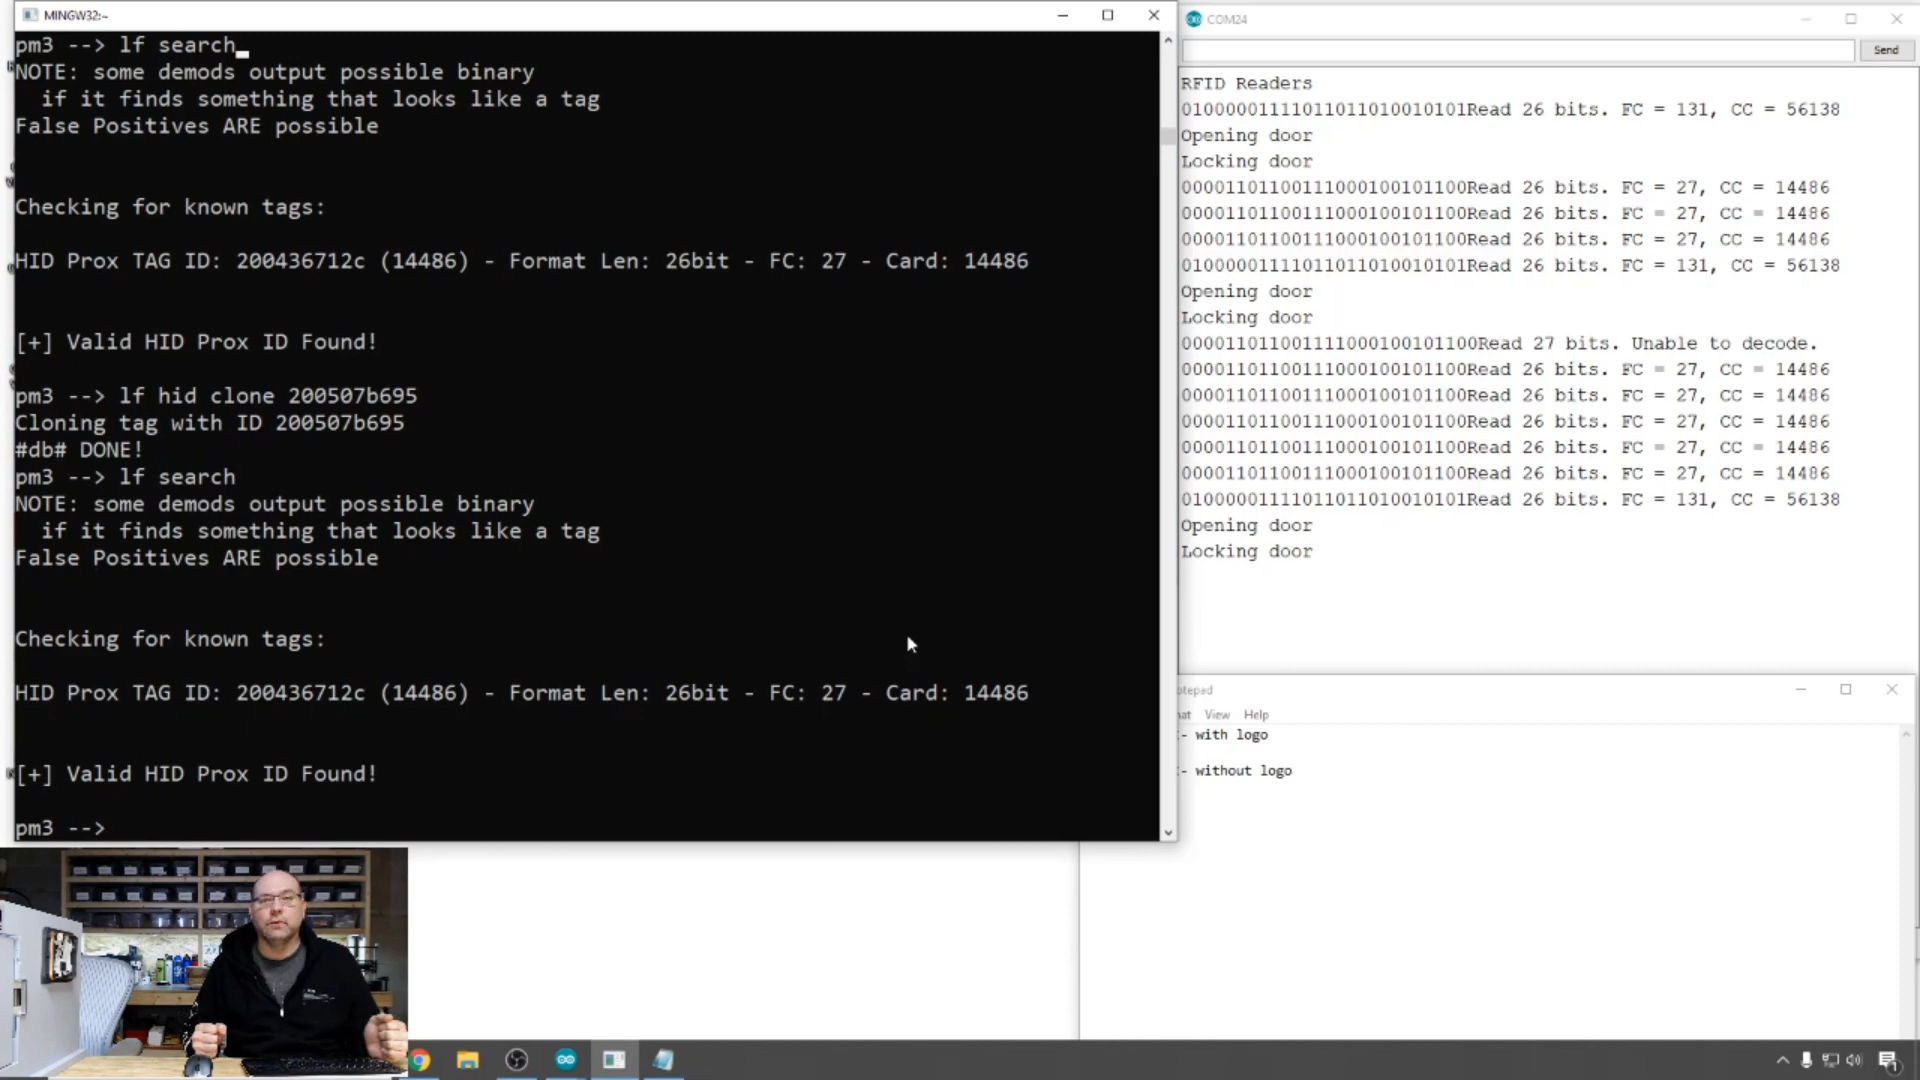 MINGW32:~
pm3 --> lf search
NOTE: some demods output possible binary
if it finds something that looks like a tag
False Positives ARE possible
Checking for known tags:
HID Prox TAG ID: 200436712c (14486) - Format Len: 26bit - FC: 27 - Card: 14486
[+] Valid HID Prox ID Found!
pm3 --> lf hid clone 200507b695
Cloning tag with ID 200507b695
#db# DONE!
pm3 --> lf search
NOTE: some demods output possible binary
if it finds something that looks like a tag
False Positives ARE possible
Checking for known tags:
HID Prox TAG ID: 200436712c (14486) - Format Len: 26bit - FC: 27 - Card: 14486
[+] Valid HID Prox ID Found!
pm3 -->
COM24
Send
RFID Readers
01000001111011011010010101Read 26 bits. FC = 131, CC = 56138
Opening door
Locking door
00001101100111000100101100Read 26 bits. FC = 27, CC = 14486
00001101100111000100101100Read 26 bits. FC = 27, CC = 14486
00001101100111000100101100Read 26 bits. FC = 27, CC = 14486
01000001111011011010010101Read 26 bits. FC = 131, CC = 56138
Opening door
Locking door
000011011001111000100101100Read 27 bits. Unable to decode.
00001101100111000100101100Read 26 bits. FC = 27, CC = 14486
00001101100111000100101100Read 26 bits. FC = 27, CC = 14486
00001101100111000100101100Read 26 bits. FC = 27, CC = 14486
00001101100111000100101100Read 26 bits. FC = 27, CC = 14486
00001101100111000100101100Read 26 bits. FC = 27, CC = 14486
01000001111011011010010101Read 26 bits. FC = 131, CC = 56138
Opening door
Locking door
otepad
mat View Help
:- with logo
:- without logo